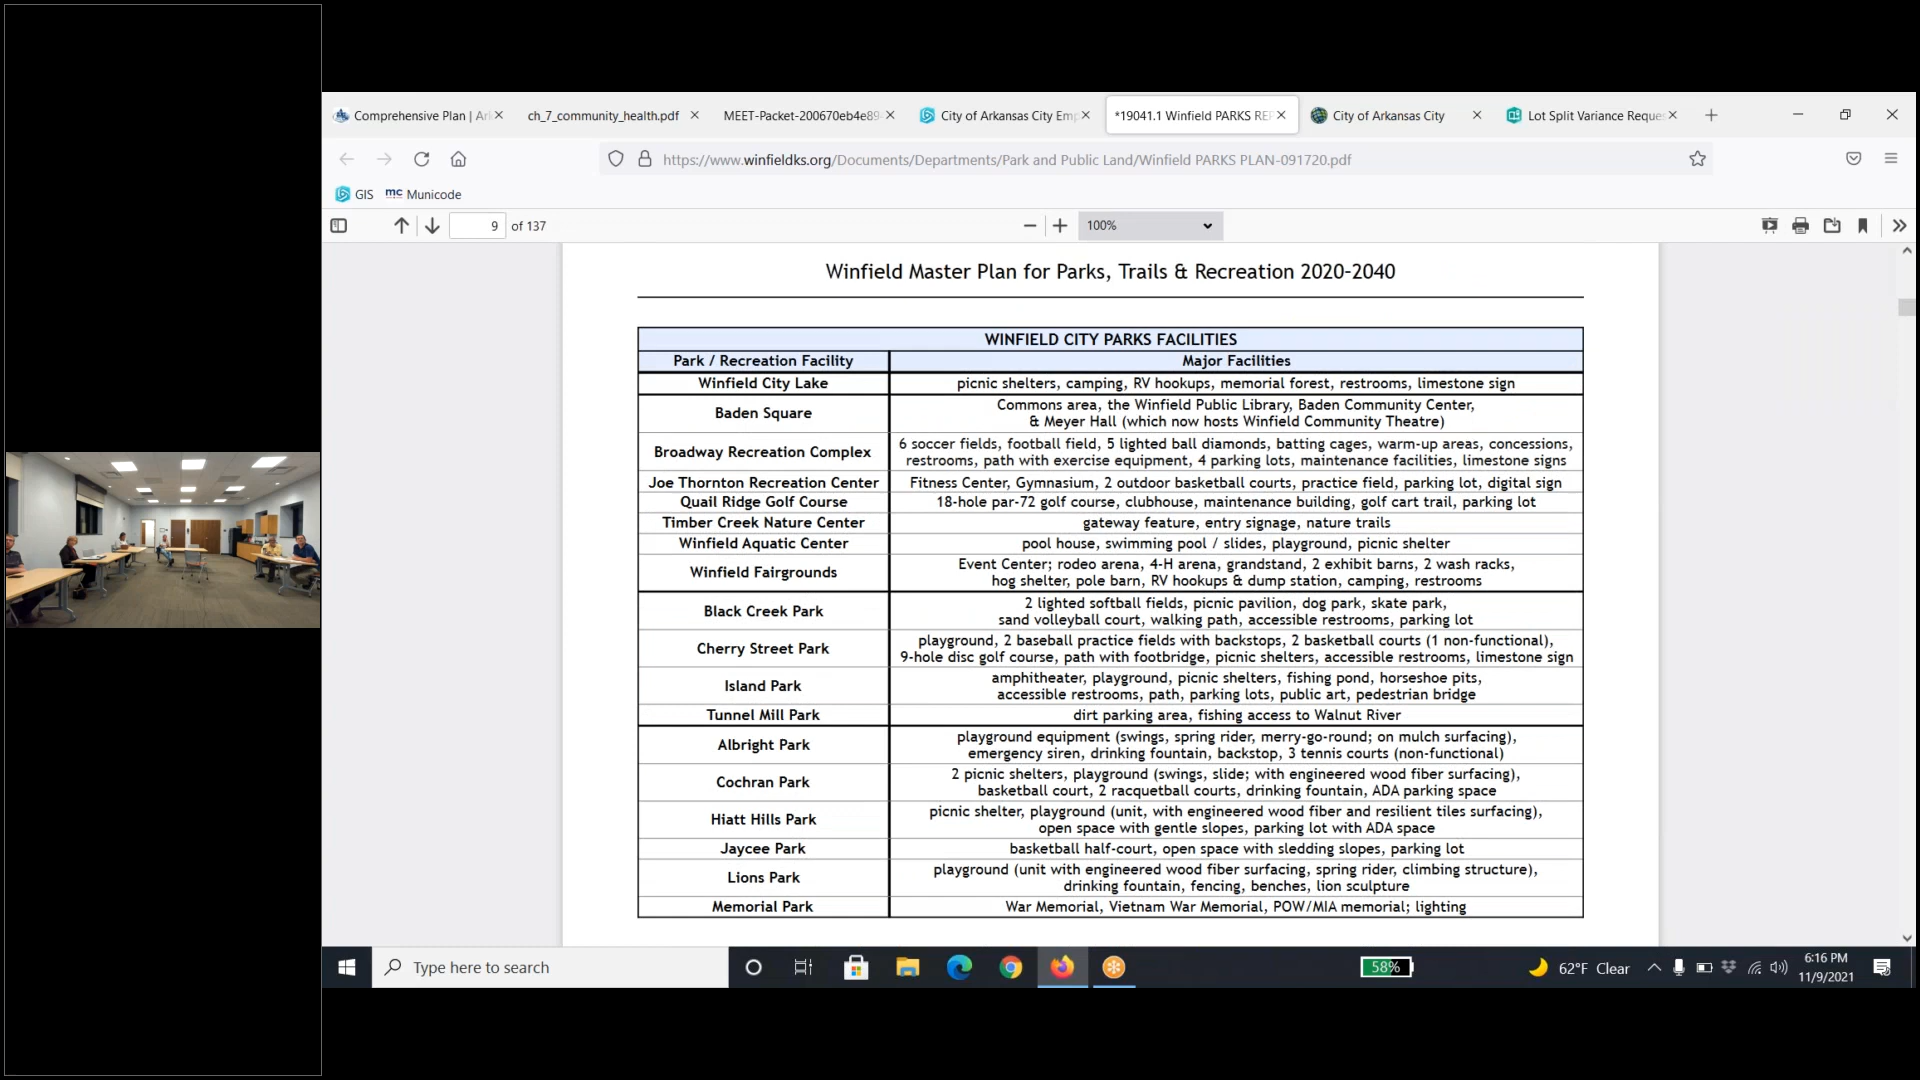 Comprehensive Plan | Ar
ch_7_community_health.pdf
MEET-Packet-200670eb4e89
City of Arkansas City Emp
*19041.1 Winfield PARKS REP
City of Arkansas City
Lot Split Variance Reques
https://www.winfieldks.org/Documents/Departments/Park and Public Land/Winfield PARKS PLAN-091720.pdf
GIS
mc Municode
9 of 137
100%
Winfield Master Plan for Parks, Trails & Recreation 2020-2040
WINFIELD CITY PARKS FACILITIES
Park / Recreation Facility
Major Facilities
Winfield City Lake
picnic shelters, camping, RV hookups, memorial forest, restrooms, limestone sign
Baden Square
Commons area, the Winfield Public Library, Baden Community Center,
& Meyer Hall (which now hosts Winfield Community Theatre)
Broadway Recreation Complex
6 soccer fields, football field, 5 lighted ball diamonds, batting cages, warm-up areas, concessions,
restrooms, path with exercise equipment, 4 parking lots, maintenance facilities, limestone signs
Joe Thornton Recreation Center
Fitness Center, Gymnasium, 2 outdoor basketball courts, practice field, parking lot, digital sign
Quail Ridge Golf Course
18-hole par-72 golf course, clubhouse, maintenance building, golf cart trail, parking lot
Timber Creek Nature Center
gateway feature, entry signage, nature trails
Winfield Aquatic Center
pool house, swimming pool / slides, playground, picnic shelter
Winfield Fairgrounds
Event Center; rodeo arena, 4-H arena, grandstand, 2 exhibit barns, 2 wash racks,
hog shelter, pole barn, RV hookups & dump station, camping, restrooms
Black Creek Park
2 lighted softball fields, picnic pavilion, dog park, skate park,
sand volleyball court, walking path, accessible restrooms, parking lot
Cherry Street Park
playground, 2 baseball practice fields with backstops, 2 basketball courts (1 non-functional),
9-hole disc golf course, path with footbridge, picnic shelters, accessible restrooms, limestone sign
Island Park
amphitheater, playground, picnic shelters, fishing pond, horseshoe pits,
accessible restrooms, path, parking lots, public art, pedestrian bridge
Tunnel Mill Park
dirt parking area, fishing access to Walnut River
Albright Park
playground equipment (swings, spring rider, merry-go-round; on mulch surfacing),
emergency siren, drinking fountain, backstop, 3 tennis courts (non-functional)
Cochran Park
2 picnic shelters, playground (swings, slide; with engineered wood fiber surfacing),
basketball court, 2 racquetball courts, drinking fountain, ADA parking space
Hiatt Hills Park
picnic shelter, playground (unit, with engineered wood fiber and resilient tiles surfacing),
open space with gentle slopes, parking lot with ADA space
Jaycee Park
basketball half-court, open space with sledding slopes, parking lot
Lions Park
playground (unit with engineered wood fiber surfacing, spring rider, climbing structure),
drinking fountain, fencing, benches, lion sculpture
Memorial Park
War Memorial, Vietnam War Memorial, POW/MIA memorial; lighting
Type here to search
58%
62°F Clear
6:16 PM
11/9/2021